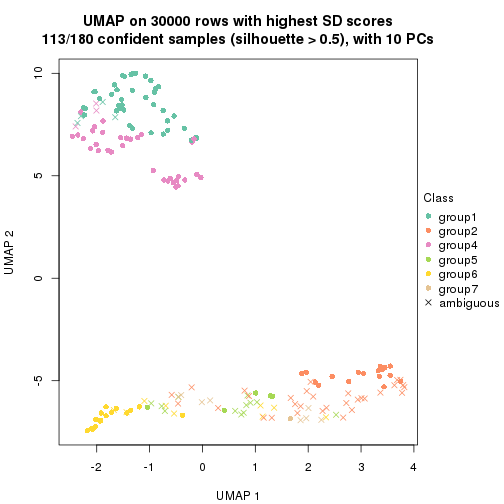 UMAP on 30000 rows with highest SD scores
113/180 confident samples (silhouette > 0.5), with 10 PCs
10
5
0
-5
UMAP 2
-2
-1
0
1
2
3
4
UMAP 1
Class
group1
group2
group4
group5
group6
group7
ambiguous